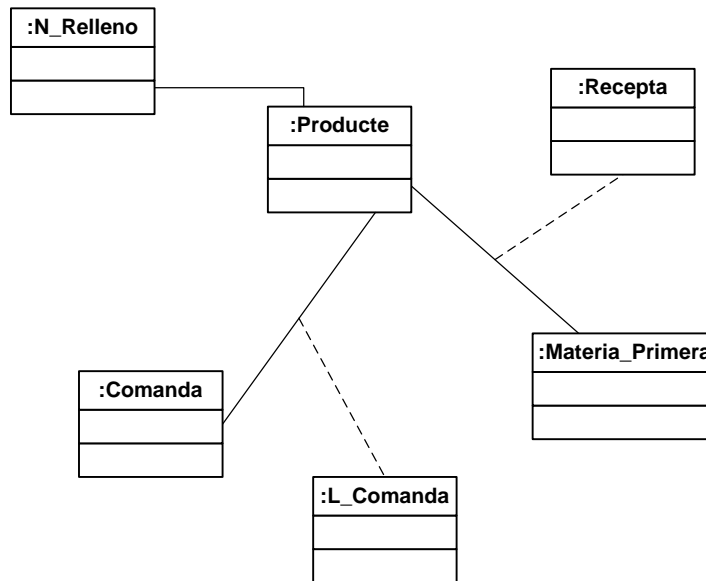 :N_Relleno
:Recepta
:Producte
:Materia_Primera
:Comanda
:L_Comanda